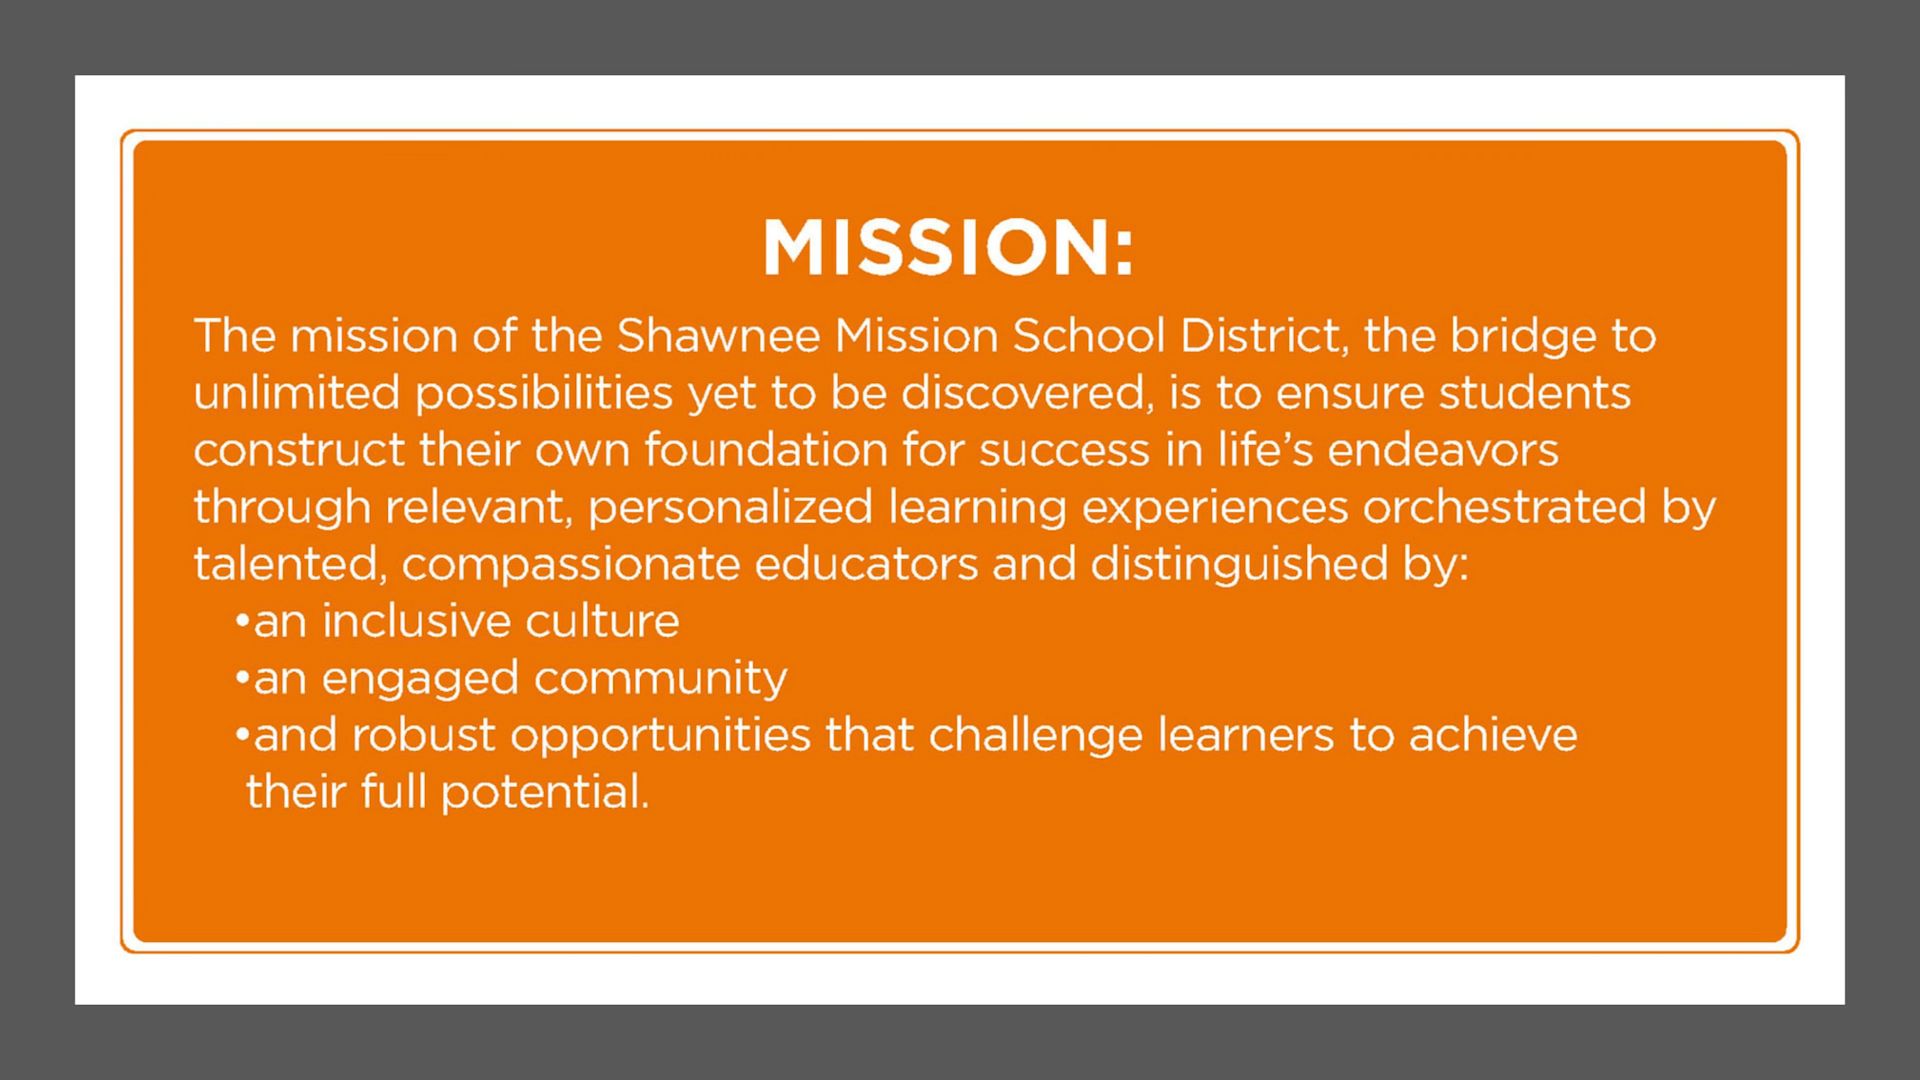 MISSION:
The mission of the Shawnee Mission School District, the bridge to
unlimited possibilities yet to be discovered, is to ensure students
construct their own foundation for success in life’s endeavors
through relevant, personalized learning experiences orchestrated by
talented, compassionate educators and distinguished by:
•an inclusive culture
•an engaged community
•and robust opportunities that challenge learners to achieve
their full potential.